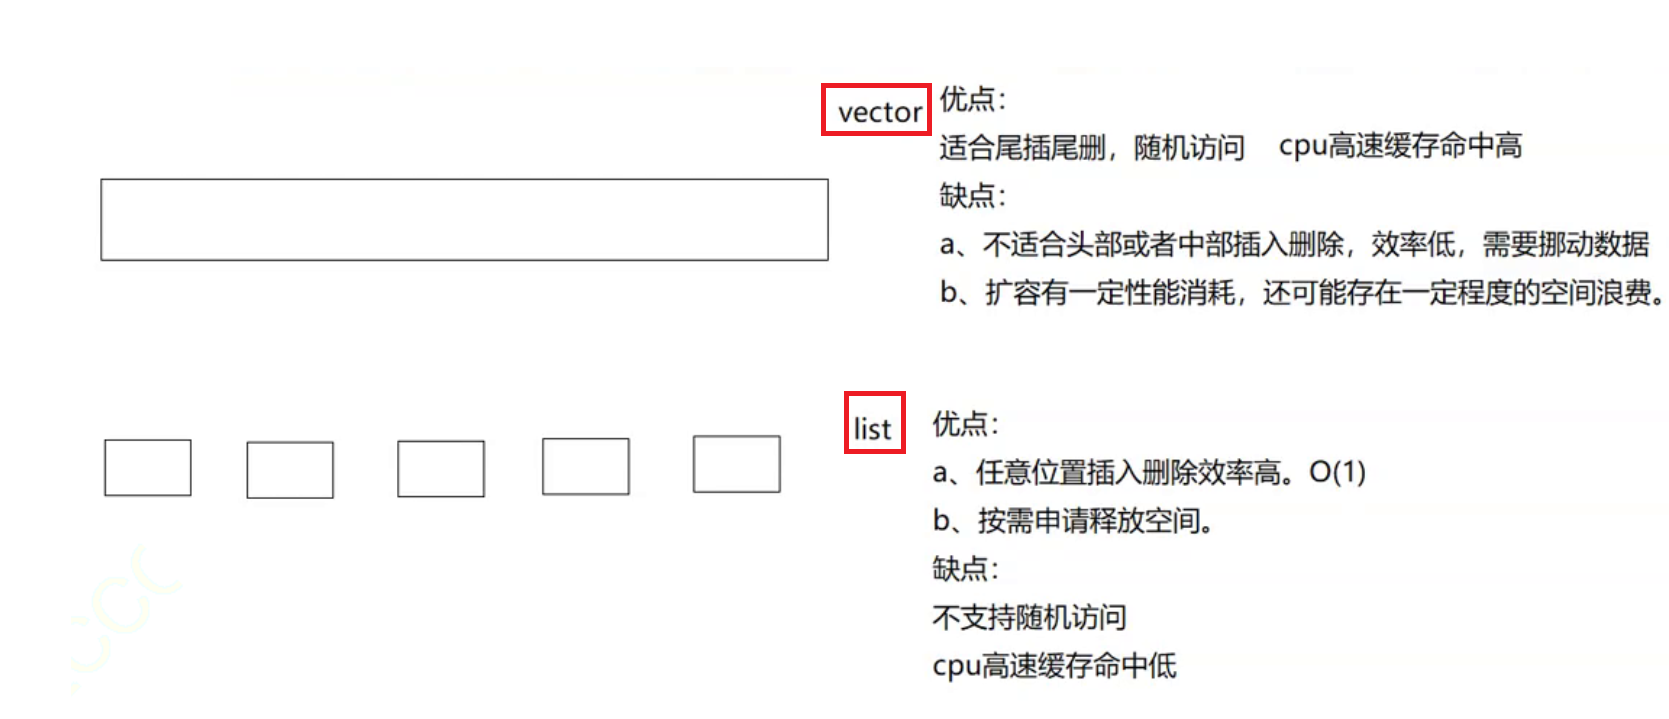 vector
优点：
适合尾插尾删，随机访问 cpu高速缓存命中高
缺点：
a、不适合头部或者中部插入删除，效率低，需要挪动数据
b、扩容有一定性能消耗，还可能存在一定程度的空间浪费。
list
优点：
a、任意位置插入删除效率高。O(1)
b、按需申请释放空间。
缺点：
不支持随机访问
cpu高速缓存命中低